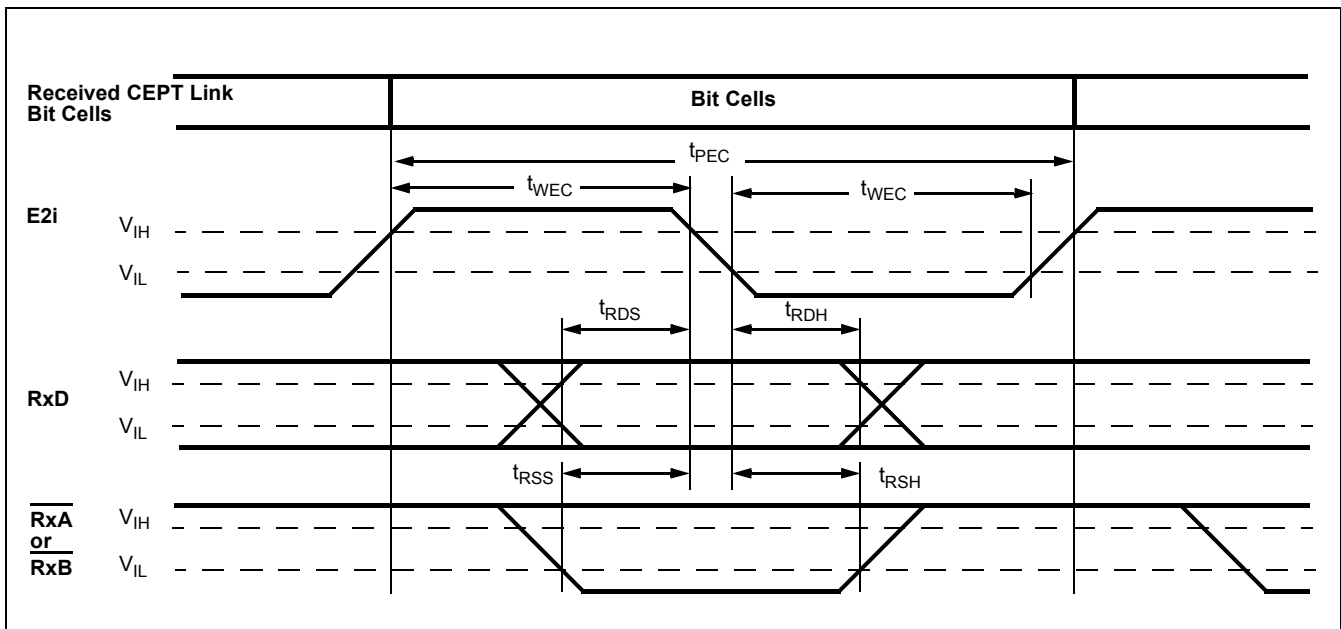 Received CEPT Link
Bit Cells
Bit Cells
tPEC
tWEC
tWEC
E2i
VIH
VIL
tRDS
tRDH
RxD
VIH
VIL
tRSS
tRSH
RxA
or
RxB
VIH
VIL